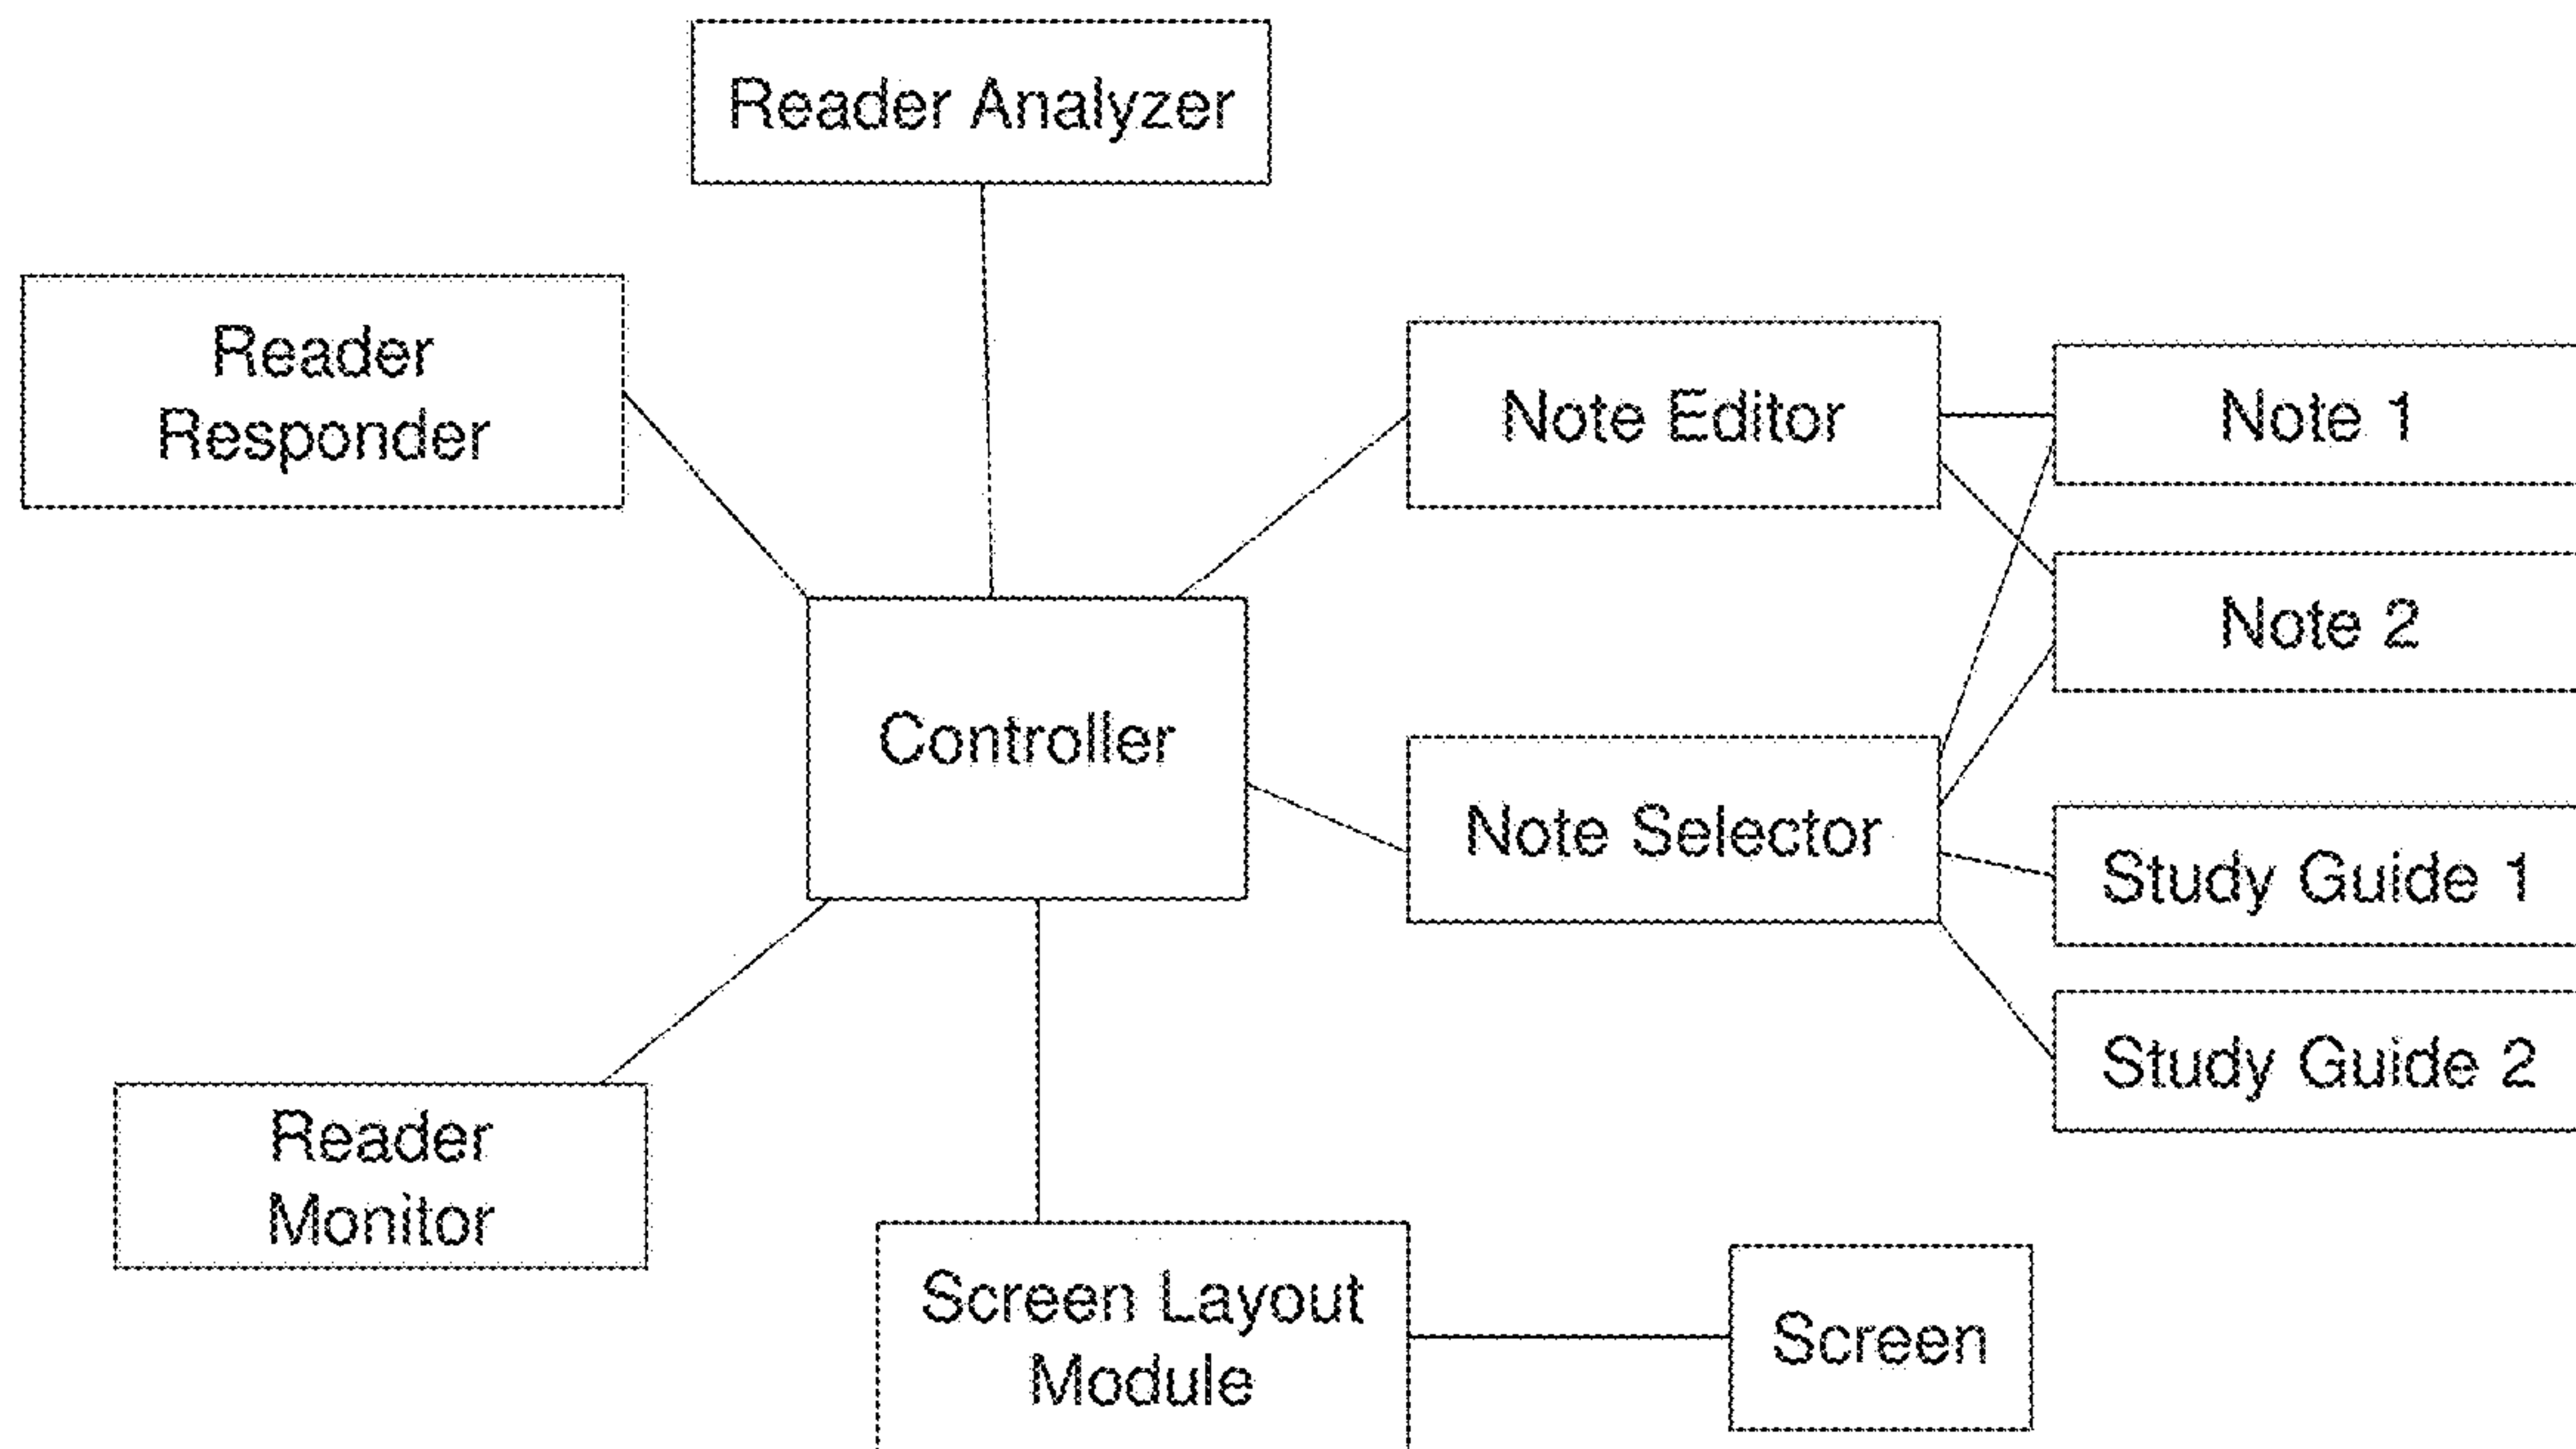 Reader Analyzer
Reader
Responder
Note Editor
Note 1
Note 2
Controller
Note Selector
Study Guide 1
Study Guide 2
Reader
Monitor
Screen Layout
Module
Screen